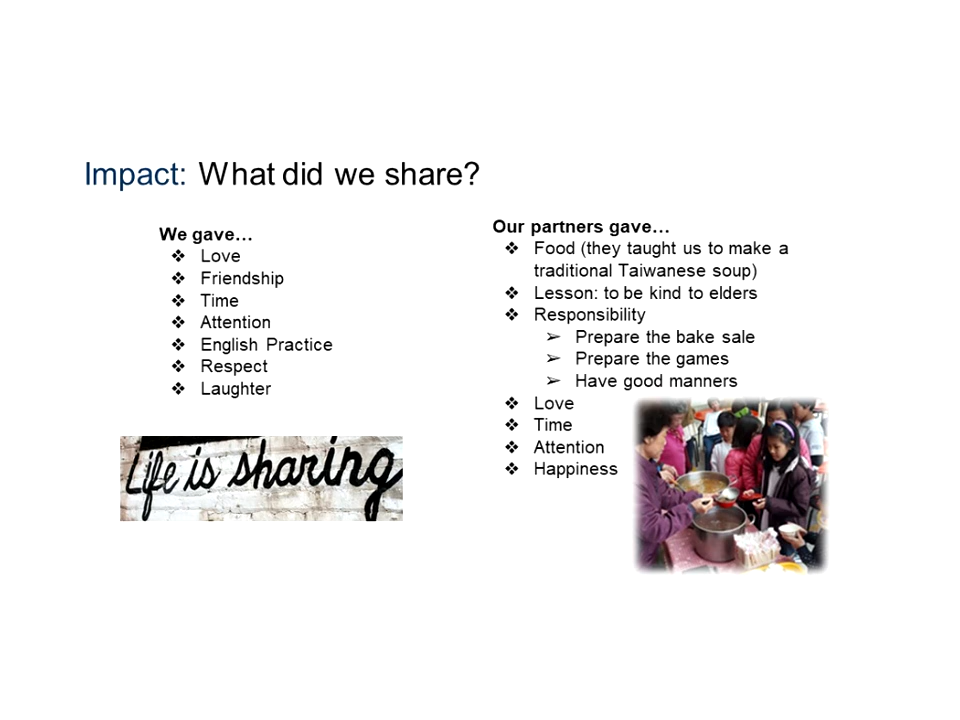 Impact: What did we share?
We gave…
❖ Love
❖ Friendship
❖ Time
❖ Attention
❖ English Practice
❖ Respect
❖ Laughter
Life is sharing
Our partners gave…
❖ Food (they taught us to make a
traditional Taiwanese soup)
❖ Lesson: to be kind to elders
❖ Responsibility
➢ Prepare the bake sale
➢ Prepare the games
➢ Have good manners
❖ Love
❖ Time
❖ Attention
❖ Happiness